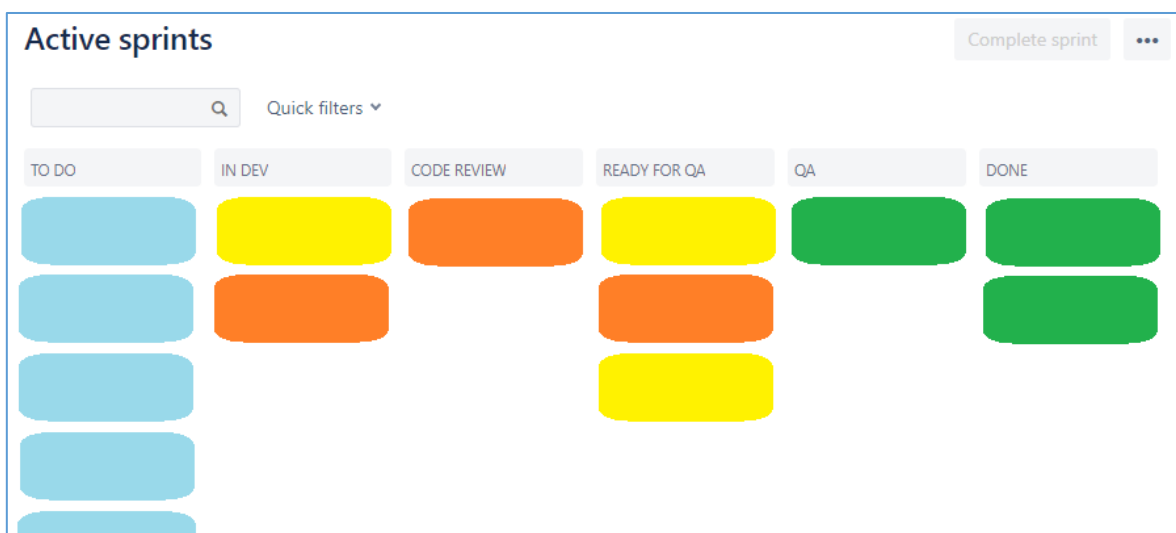 Active sprints
Complete sprint •••
Quick filters
TO DO IN DEV CODE REVIEW READY FOR QA QA DONE